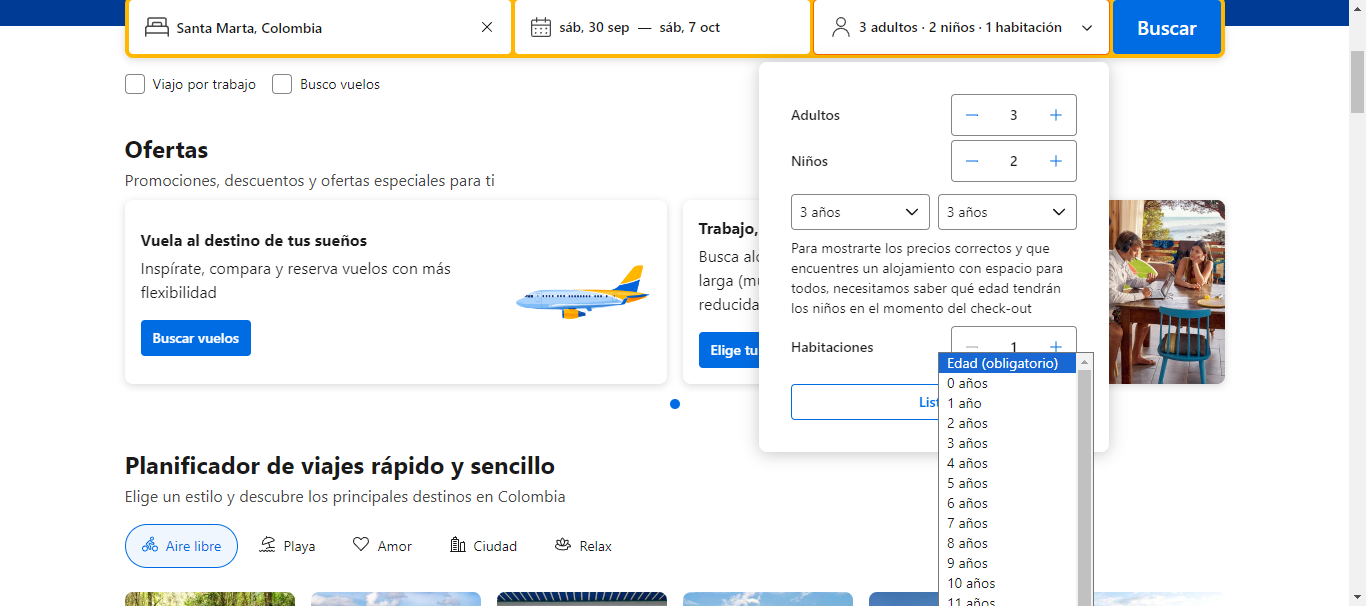 Santa Marta, Colombia
sáb, 30 sep — sáb, 7 oct
3 adultos · 2 niños · 1 habitación
Buscar
Viajo por trabajo
Busco vuelos
Adultos
3
Niños
2
3 años
3 años
Para mostrarte los precios correctos y que
encuentres un alojamiento con espacio para
todos, necesitamos saber qué edad tendrán
los niños en el momento del check-out
Habitaciones
1
Edad (obligatorio)
0 años
1 año
2 años
3 años
4 años
5 años
6 años
7 años
8 años
9 años
10 años
11 años
Ofertas
Promociones, descuentos y ofertas especiales para ti
Vuela al destino de tus sueños
Inspírate, compara y reserva vuelos con más
flexibilidad
Buscar vuelos
Trabajo,
Busca
larga
reducida
Elige tu
Planificador de viajes rápido y sencillo
Elige un estilo y descubre los principales destinos en Colombia
Aire libre
Playa
Amor
Ciudad
Relax